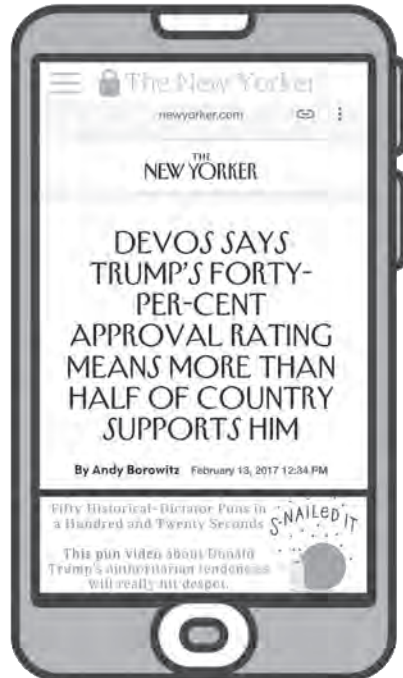 The New Yorker
newyorker.com
THE
NEW YORKER
DEVOS SAYS
TRUMP'S FORTY-
PER-CENT
APPROVAL RATING
MEANS MORE THAN
HALF OF COUNTRY
SUPPORTS HIM
By Andy Borowitz February 13, 2017 12:34 PM
Fifty Historical-Dictator Puns in
a Hundred and Twenty Seconds
S-NAILED IT
This pun video about Donald
Trump's authoritarian tendencies
will really hit despot.